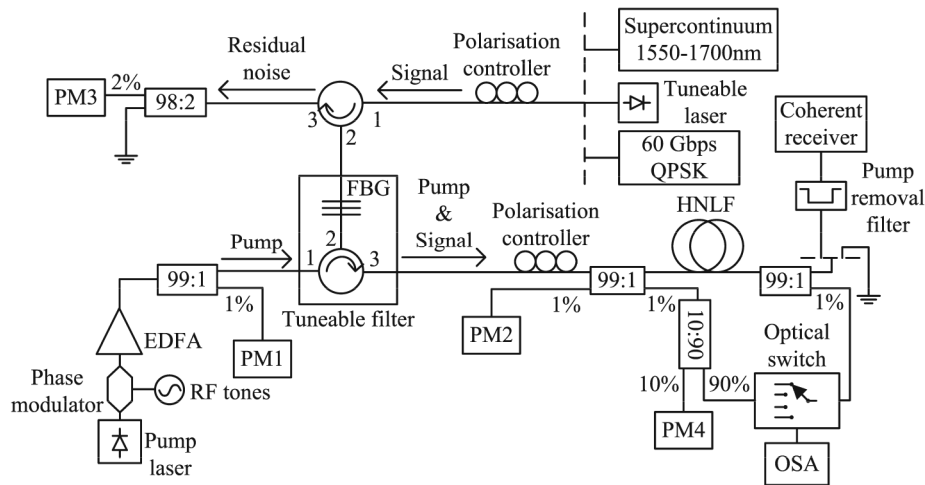 Supercontinuum
1550-1700nm
Residual
noise
Polarisation
controller
Signal
Tuneable
laser
PM3
2%
98:2
3
1
2
60 Gbps
QPSK
Coherent
receiver
FBG
Pump
&
Signal
Polarisation
controller
HNLF
Pump
removal
filter
Pump
1
2
3
99:1
1%
Tuneable filter
PM1
EDFA
Phase
modulator
RF tones
Pump
laser
PM2
1%
99:1
1%
99:1
1%
10:90
10%
90%
PM4
Optical
switch
OSA